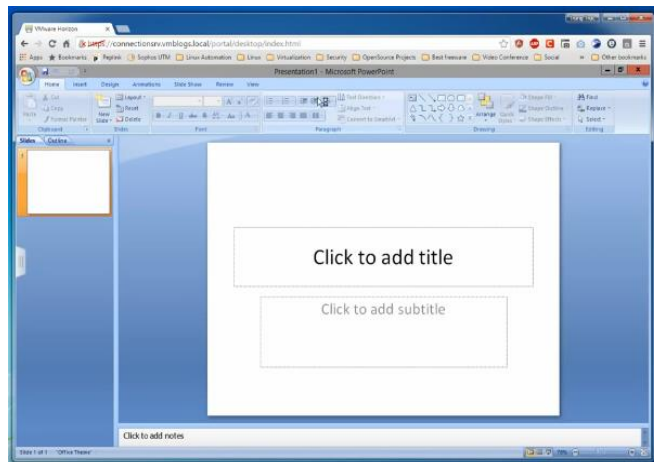 VMware Horizon
https://connectionsrv.vmblogs.local/portal/desktop/index.html
Apps Bookmarks Peplink Sophos UTM Linux Automation Linux Virtualization Security OpenSource Projects Best freeware Video Conference Social Other bookmarks
Presentation1 - Microsoft PowerPoint
Home Insert Design Animations Slide Show Review View
Cut Layout Text Direction Shape Fill Find
Copy Reset Align Text Shape Outline Replace
Paste Format Painter New Slide Delete Convert to SmartArt Arrange Quick Styles Shape Effects Select
Clipboard Slides Font Paragraph Drawing Editing
Slides Outline
1
Click to add title
Click to add subtitle
Click to add notes
Slide 1 of 1 "Office Theme"